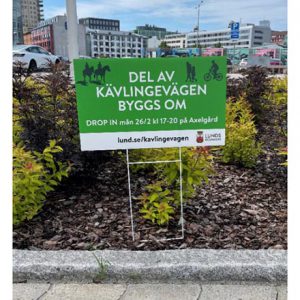 DEL AV
KÄVLINGEVÄGEN
BYGGS OM
DROP IN mån 26/2 kl 17-20 på Axelgård
lund.se/kavlingevagen
LUNDS